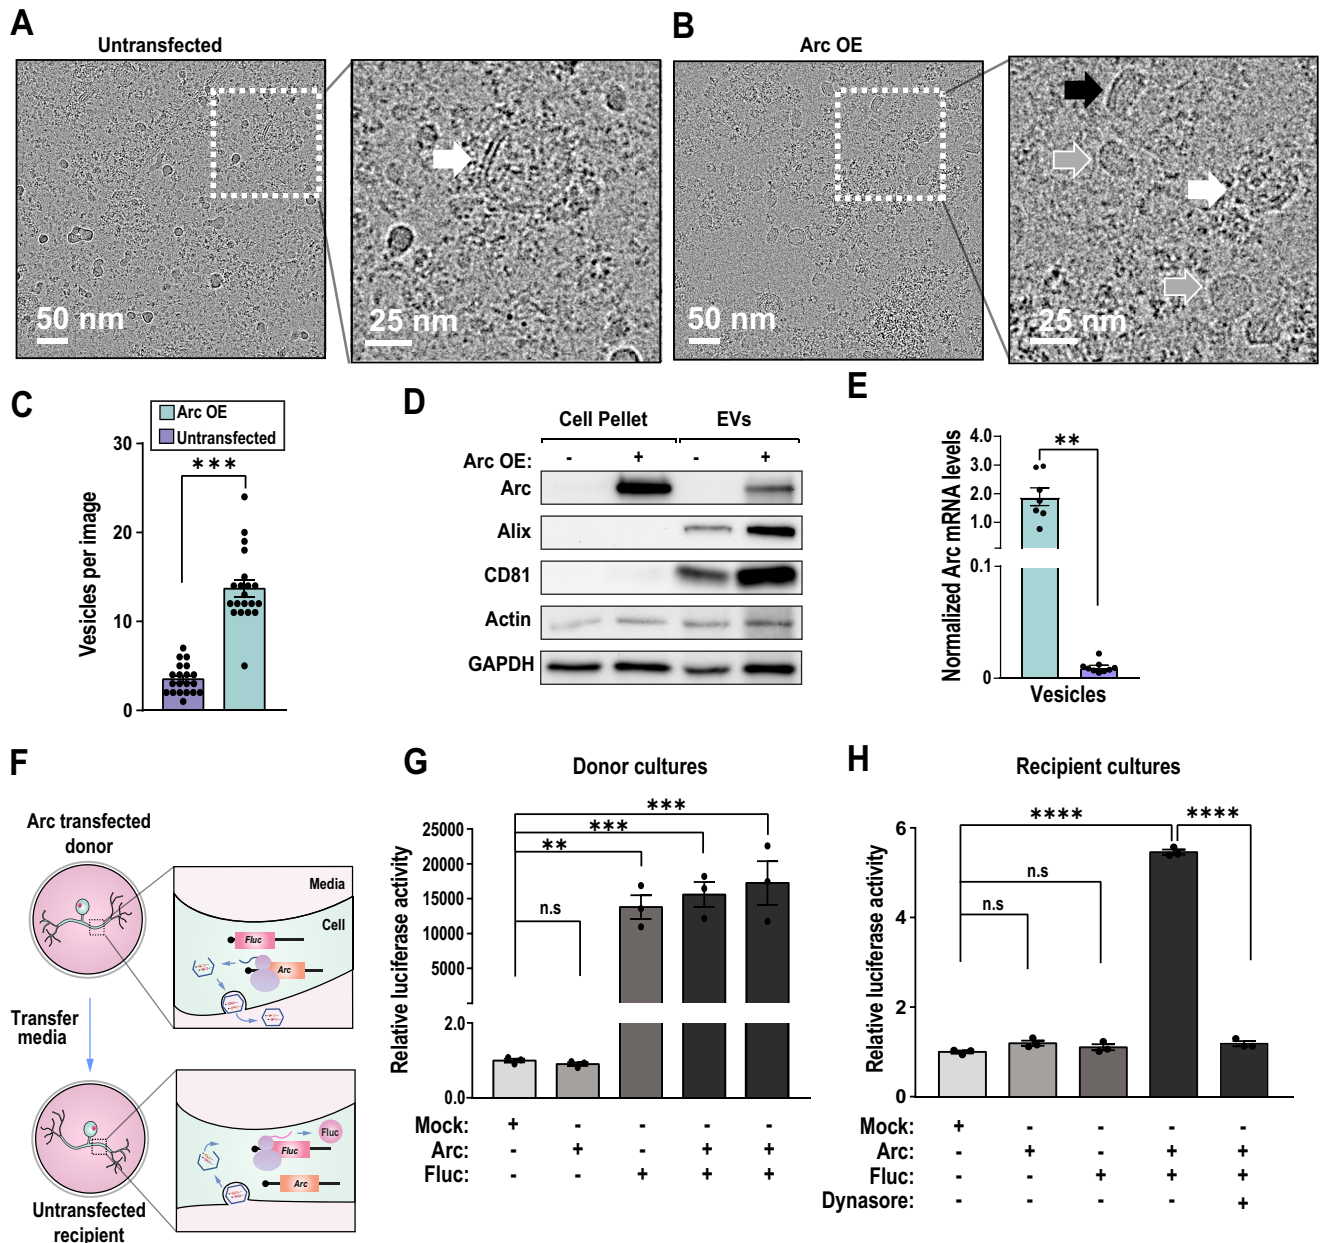 A
Untransfected
50 nm
25 nm
B
Arc OE
50 nm
25 nm
C
Arc OE
Untransfected
Vesicles per image
30
20
10
0
***
D
Cell Pellet EVs
Arc OE: - + - +
Arc
Alix
CD81
Actin
GAPDH
E
Normalized Arc mRNA levels
4.0
3.0
2.0
1.0
0.1
0
**
Vesicles
F
Arc transfected
donor
Media
Cell
Fluc
Arc
Transfer
media
Fluc
Fluc
Arc
Untransfected
recipient
G
Donor cultures
Relative luciferase activity
25000
20000
15000
10000
5000
2.0
1.0
0.0
***
***
**
n.s
Mock: + - - - -
Arc: - + - + +
Fluc: - - + + +
H
Recipient cultures
Relative luciferase activity
6
4
2
0
**** ****
n.s
n.s
Mock: + - - - -
Arc: - + - + +
Fluc: - - + + +
Dynasore: - - - - +